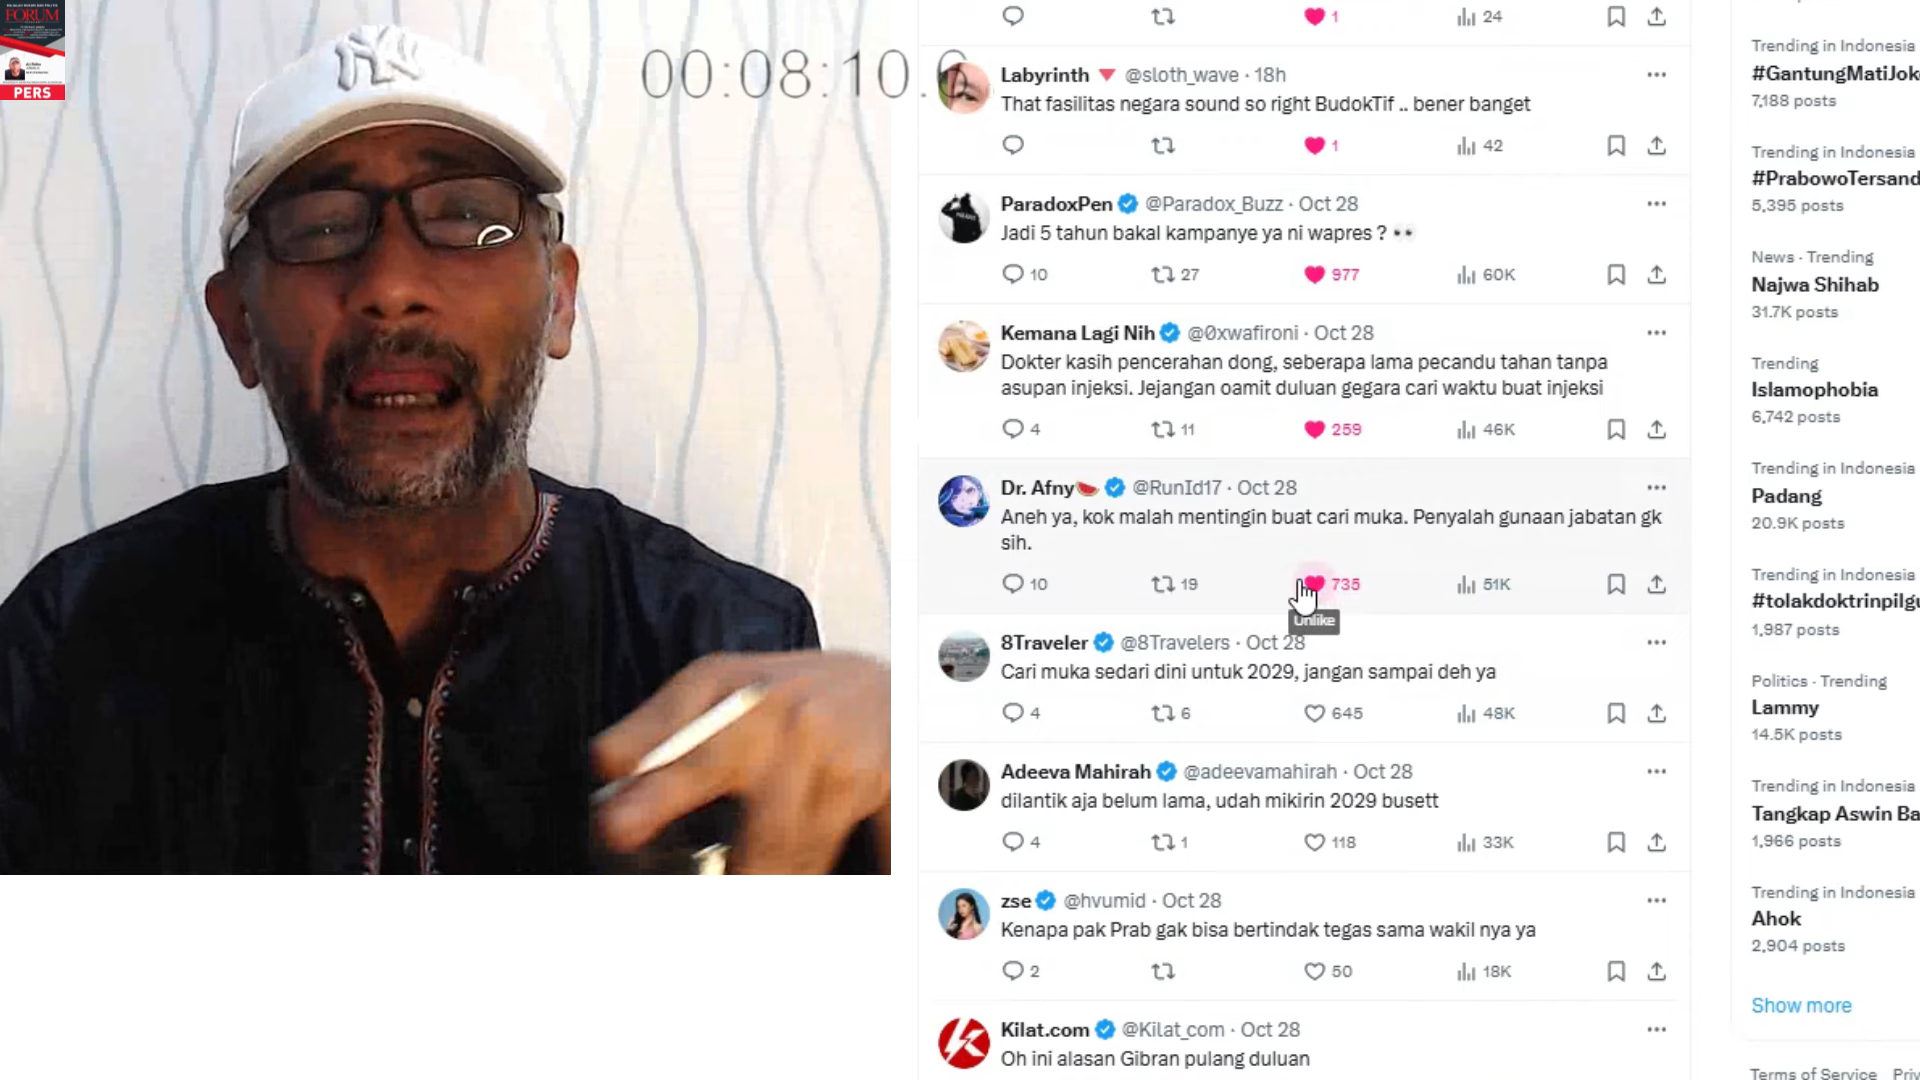 FORUM
PERS
00:08:10.0
1
24
Labyrinth @sloth_wave · 18h
That fasilitas negara sound so right BudokTif .. bener banget
1
42
ParadoxPen @Paradox_Buzz · Oct 28
Jadi 5 tahun bakal kampanye ya ni wapres ? 👀
10
27
977
60K
Kemana Lagi Nih @0xwafironi · Oct 28
Dokter kasih pencerahan dong, seberapa lama pecandu tahan tanpa
asupan injeksi. Jejangan oamit duluan gegara cari waktu buat injeksi
4
11
259
46K
Dr. Afny🍉 @RunId17 · Oct 28
Aneh ya, kok malah mentingin buat cari muka. Penyalah gunaan jabatan gk
sih.
10
19
735
51K
Unlike
8Traveler @8Travelers · Oct 28
Cari muka sedari dini untuk 2029, jangan sampai deh ya
4
6
645
48K
Adeeva Mahirah @adeevamahirah · Oct 28
dilantik aja belum lama, udah mikirin 2029 busett
4
1
118
33K
zse @hvumid · Oct 28
Kenapa pak Prab gak bisa bertindak tegas sama wakil nya ya
2
50
18K
Kilat.com @Kilat_com · Oct 28
Oh ini alasan Gibran pulang duluan
Trending in Indonesia
#GantungMatiJok
7,188 posts
Trending in Indonesia
#PrabowoTersand
5,395 posts
News · Trending
Najwa Shihab
31.7K posts
Trending
Islamophobia
6,742 posts
Trending in Indonesia
Padang
20.9K posts
Trending in Indonesia
#tolakdoktrinpilgu
1,987 posts
Politics · Trending
Lammy
14.5K posts
Trending in Indonesia
Tangkap Aswin Ba
1,966 posts
Trending in Indonesia
Ahok
2,904 posts
Show more
Terms of Service Priv